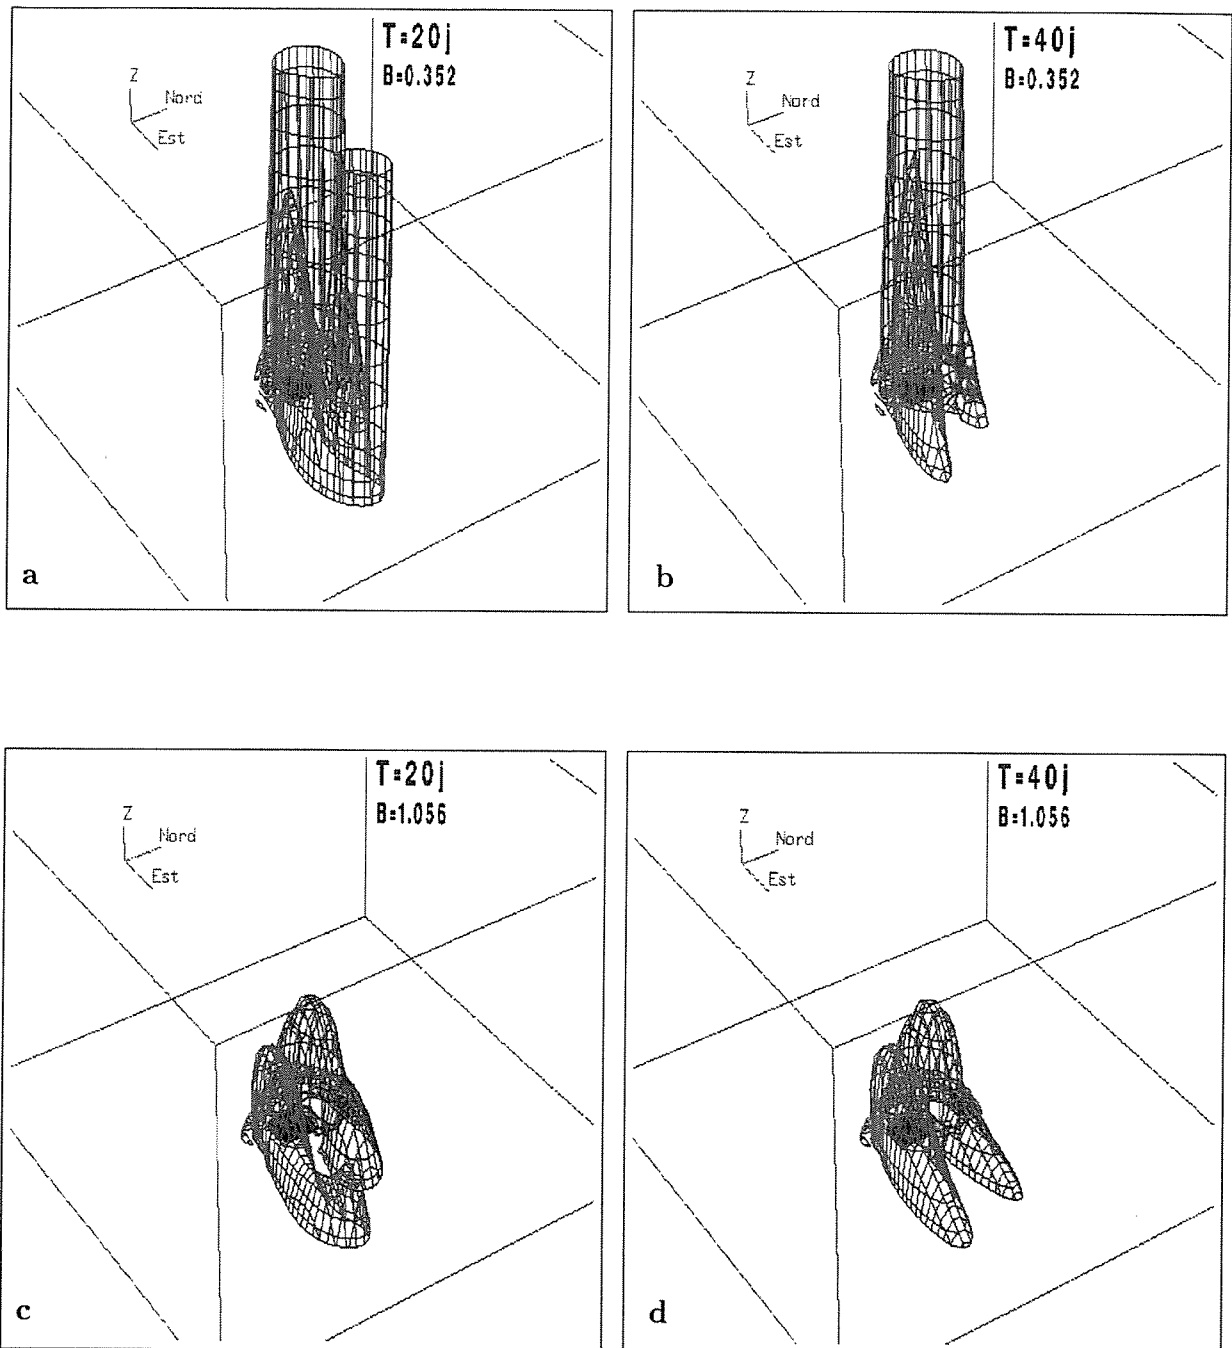 T=20j
B=0.352
Z
Nord
Est
a
T=40j
B=0.352
Z
Nord
Est
b
T=20j
B=1.056
Z
Nord
Est
c
T=40j
B=1.056
Z
Nord
Est
d